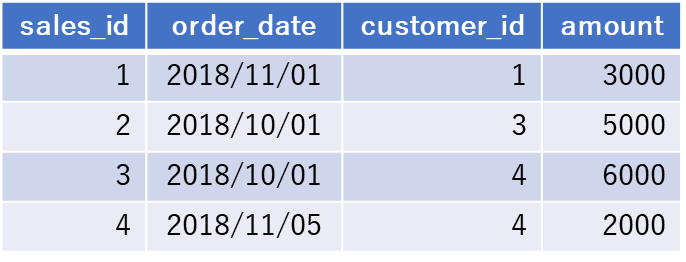 sales_id order_date customer_id amount
1 2018/11/01 1 3000
2 2018/10/01 3 5000
3 2018/10/01 4 6000
4 2018/11/05 4 2000